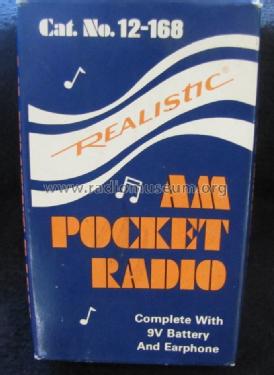 Cat. No. 12-168
REALISTIC®
www.radiomuseum.org
AM
POCKET
RADIO
Complete With
9V Battery
And Earphone